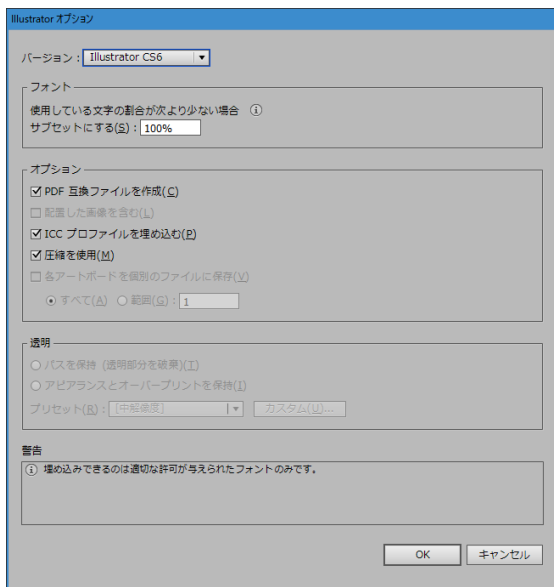 Illustrator オプション
バージョン： Illustrator CS6
フォント
使用している文字の割合が次より少ない場合
サブセットにする(S)： 100%
オプション
PDF 互換ファイルを作成(C)
配置した画像を含む(L)
ICC プロファイルを埋め込む(P)
圧縮を使用(M)
各アートボードを個別のファイルに保存(V)
すべて(A) 範囲(G)： 1
透明
パスを保持 (透明部分を破棄)(T)
アピアランスとオーバープリントを保持(I)
プリセット(R)： [中解像度] カスタム(U)...
警告
埋め込みできるのは適切な許可が与えられたフォントのみです。
OK キャンセル